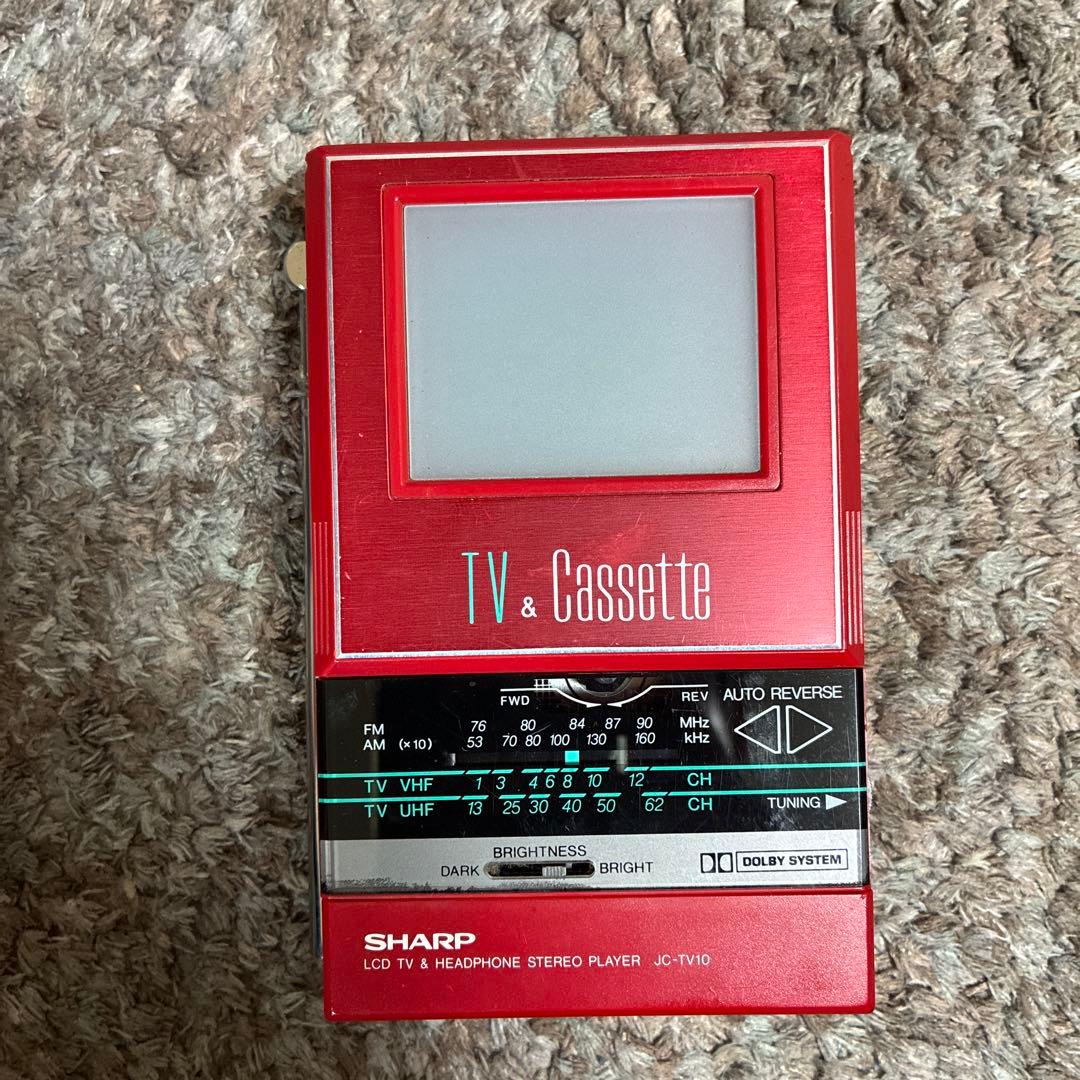 TV & Cassette
FWD REV AUTO REVERSE
FM 76 80 84 87 90 MHz
AM (×10) 53 70 80 100 130 160 kHz
TV VHF 1 3 4 6 8 10 12 CH
TV UHF 13 25 30 40 50 62 CH TUNING
BRIGHTNESS
DARK BRIGHT DOLBY SYSTEM
SHARP
LCD TV & HEADPHONE STEREO PLAYER JC-TV10